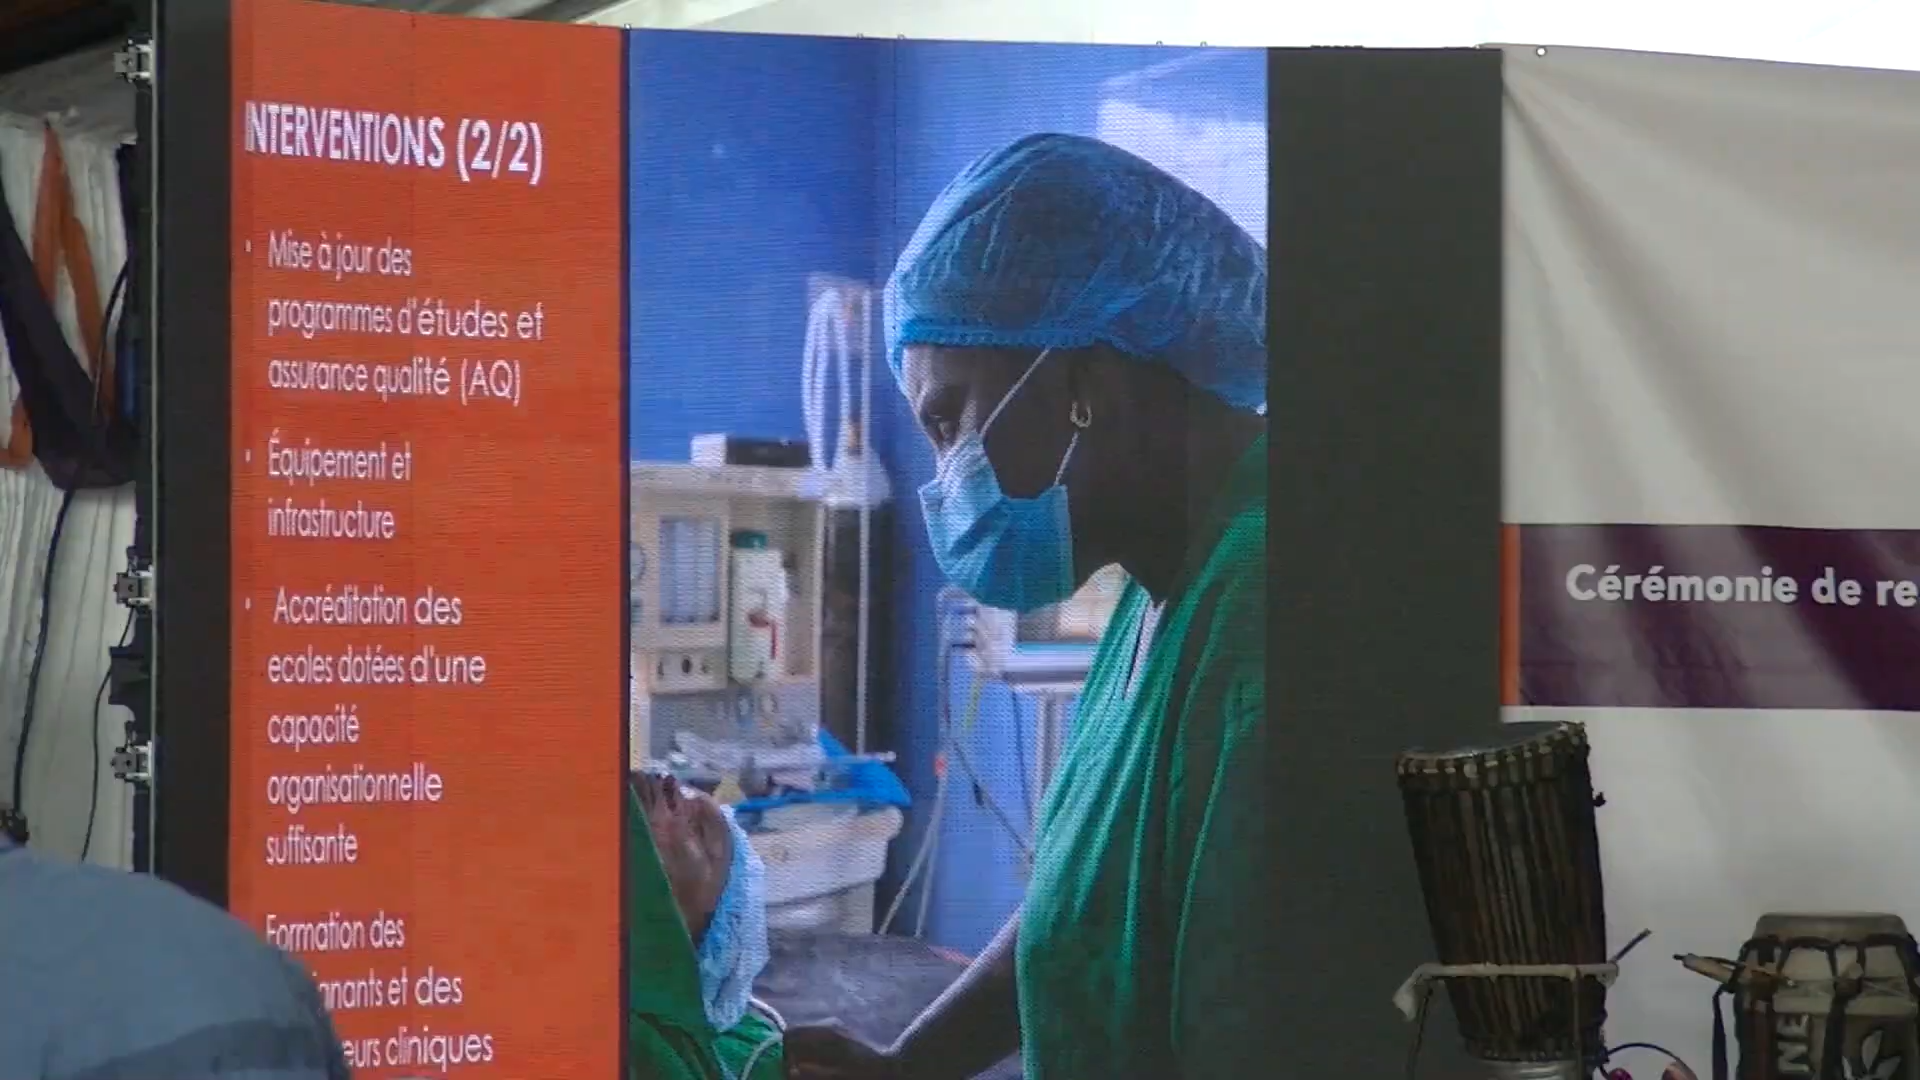 INTERVENTIONS (2/2)
Mise à jour des
programmes d'études et
assurance qualité (AQ)
Équipement et
infrastructure
Accréditation des
ecoles dotées d'une
capacité
organisationnelle
suffisante
Formation des
et des
cliniques
Cérémonie de